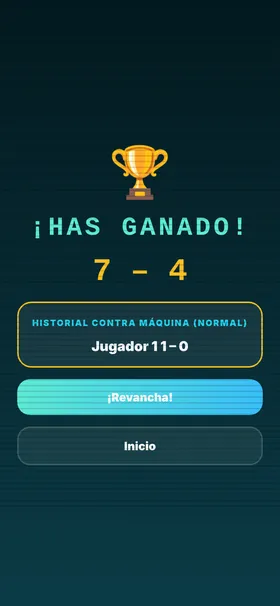 ¡HAS GANADO!
7 – 4
HISTORIAL CONTRA MÁQUINA (NORMAL)
Jugador 11–0
¡Revancha!
Inicio